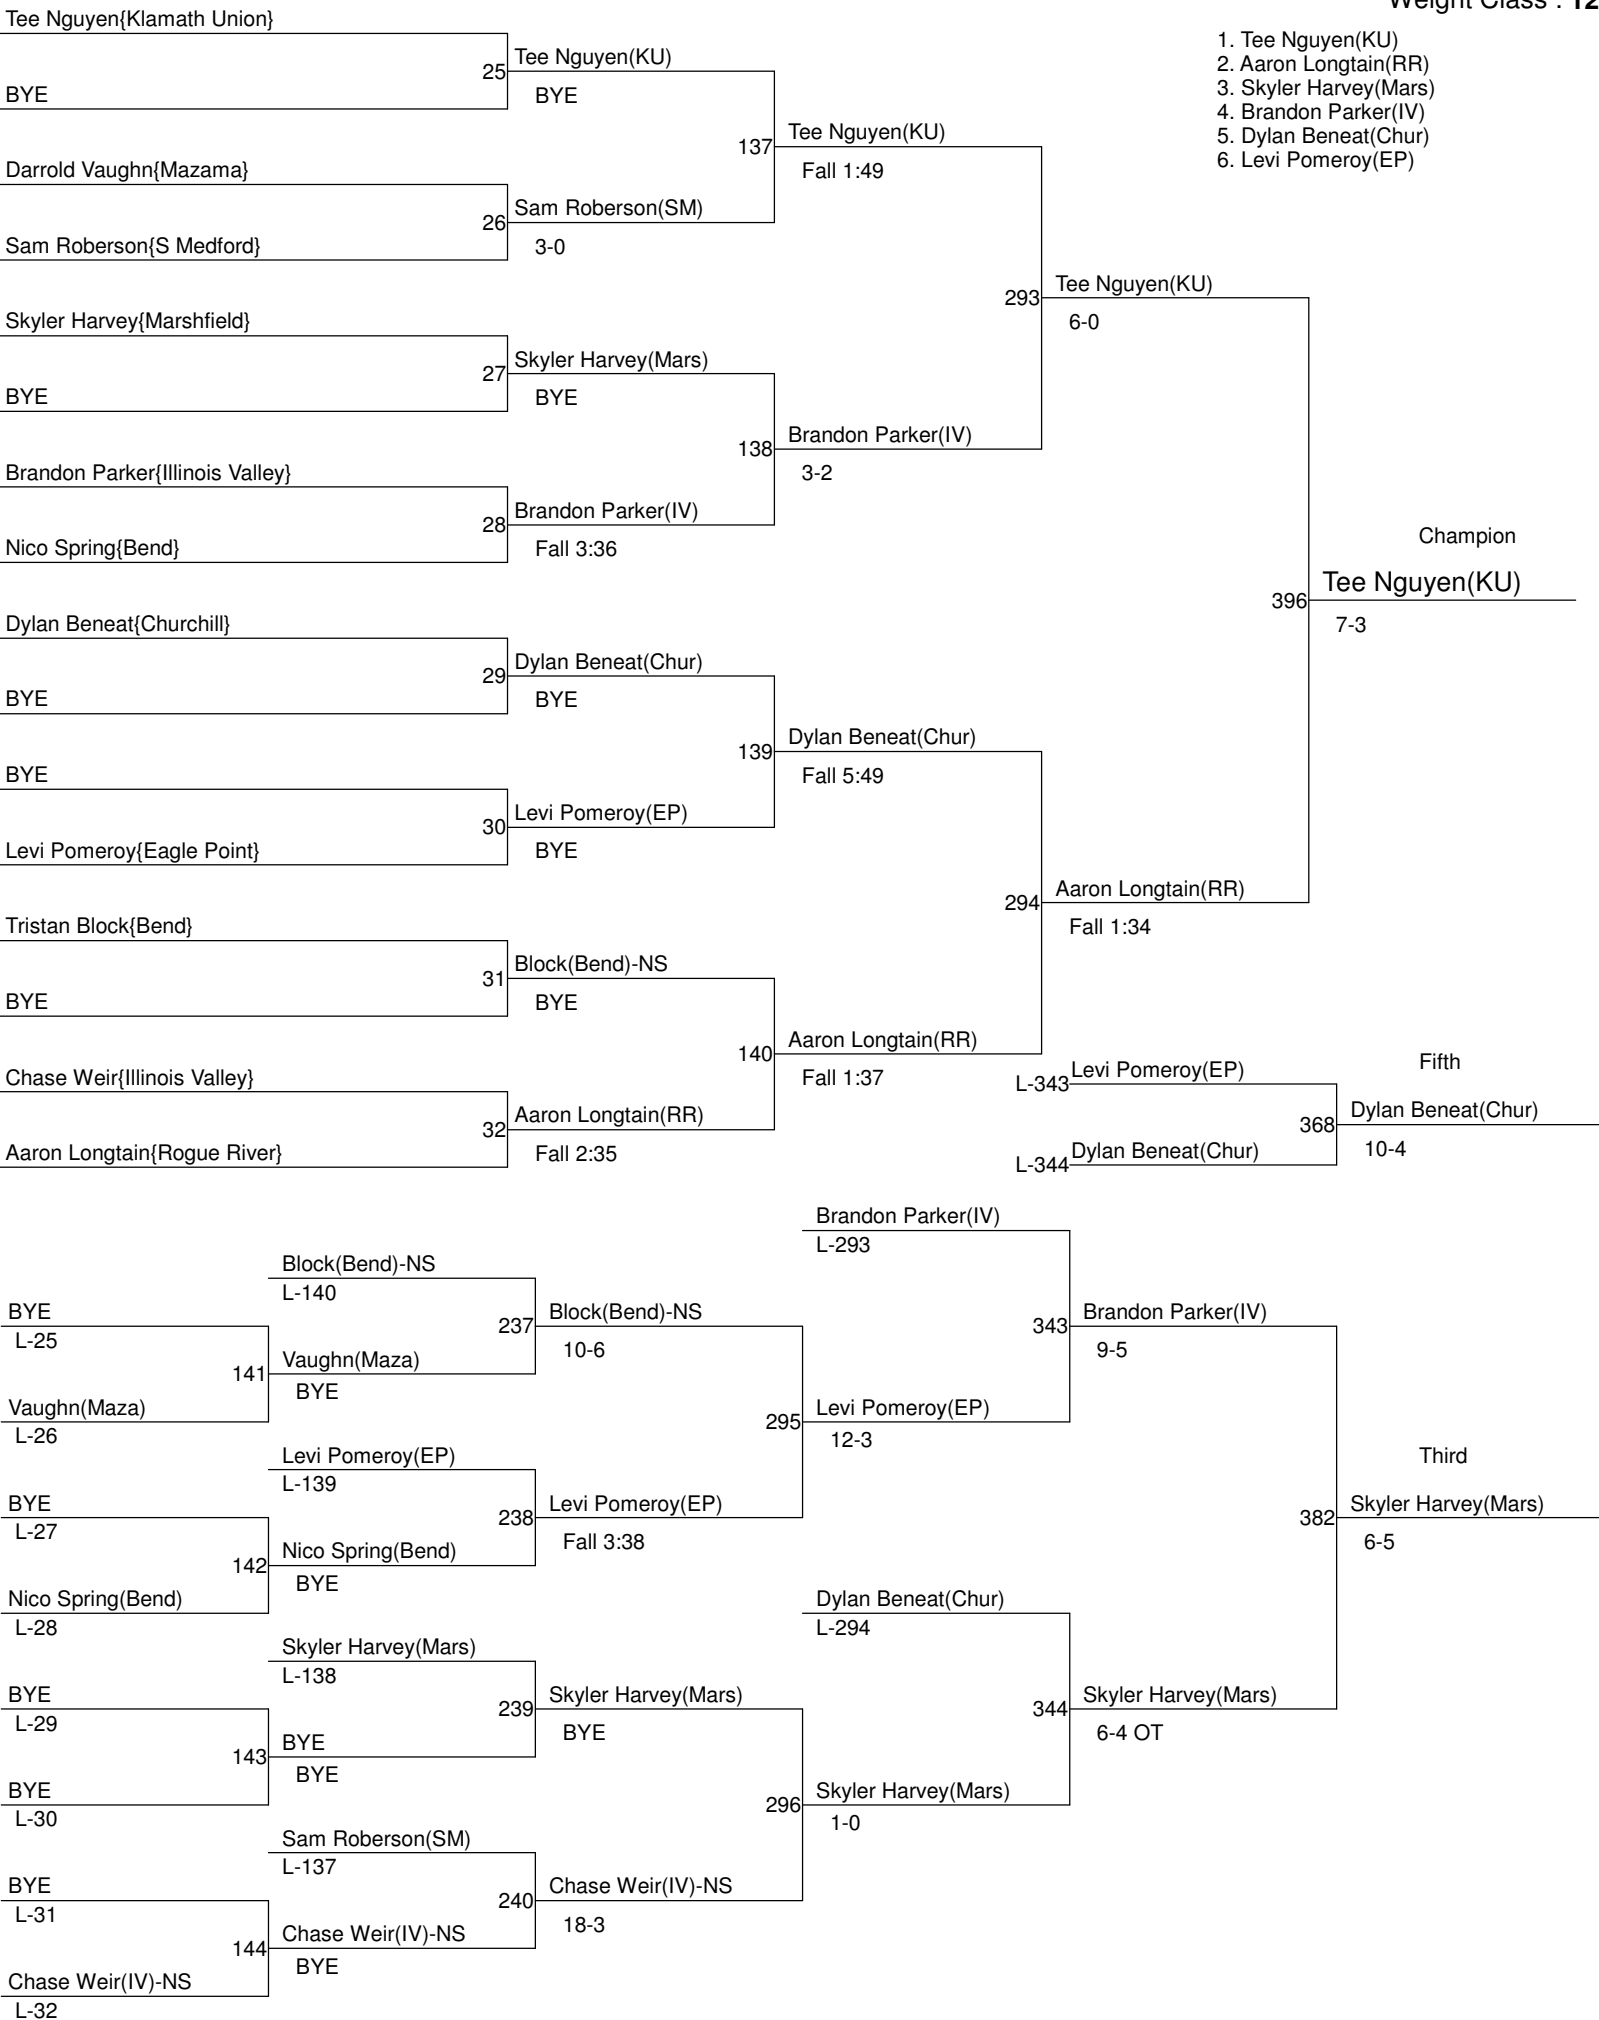 Weight Class : 12
Tee Nguyen{Klamath Union}
1. Tee Nguyen(KU)
2. Aaron Longtain(RR)
3. Skyler Harvey(Mars)
4. Brandon Parker(IV)
5. Dylan Beneat(Chur)
6. Levi Pomeroy(EP)
25
Tee Nguyen(KU)
BYE
BYE
137
Tee Nguyen(KU)
Fall 1:49
Darrold Vaughn{Mazama}
26
Sam Roberson(SM)
3-0
Sam Roberson{S Medford}
293
Tee Nguyen(KU)
6-0
Skyler Harvey{Marshfield}
27
Skyler Harvey(Mars)
BYE
BYE
138
Brandon Parker(IV)
3-2
Brandon Parker{Illinois Valley}
28
Brandon Parker(IV)
Fall 3:36
Nico Spring{Bend}
Champion
396
Tee Nguyen(KU)
7-3
Dylan Beneat{Churchill}
29
Dylan Beneat(Chur)
BYE
BYE
139
Dylan Beneat(Chur)
Fall 5:49
BYE
30
Levi Pomeroy(EP)
BYE
Levi Pomeroy{Eagle Point}
294
Aaron Longtain(RR)
Fall 1:34
Tristan Block{Bend}
31
Block(Bend)-NS
BYE
BYE
140
Aaron Longtain(RR)
Fall 1:37
Chase Weir{Illinois Valley}
32
Aaron Longtain(RR)
Fall 2:35
Aaron Longtain{Rogue River}
L-343
Levi Pomeroy(EP)
Fifth
368
Dylan Beneat(Chur)
10-4
L-344
Dylan Beneat(Chur)
Brandon Parker(IV)
L-293
Block(Bend)-NS
L-140
BYE
L-25
237
Block(Bend)-NS
10-6
343
Brandon Parker(IV)
9-5
141
Vaughn(Maza)
BYE
Vaughn(Maza)
L-26
295
Levi Pomeroy(EP)
12-3
Levi Pomeroy(EP)
L-139
Third
BYE
L-27
238
Levi Pomeroy(EP)
Fall 3:38
382
Skyler Harvey(Mars)
6-5
142
Nico Spring(Bend)
BYE
Nico Spring(Bend)
L-28
Dylan Beneat(Chur)
L-294
Skyler Harvey(Mars)
L-138
BYE
L-29
239
Skyler Harvey(Mars)
BYE
344
Skyler Harvey(Mars)
6-4 OT
143
BYE
BYE
BYE
L-30
296
Skyler Harvey(Mars)
1-0
Sam Roberson(SM)
L-137
BYE
L-31
240
Chase Weir(IV)-NS
18-3
144
Chase Weir(IV)-NS
BYE
Chase Weir(IV)-NS
L-32